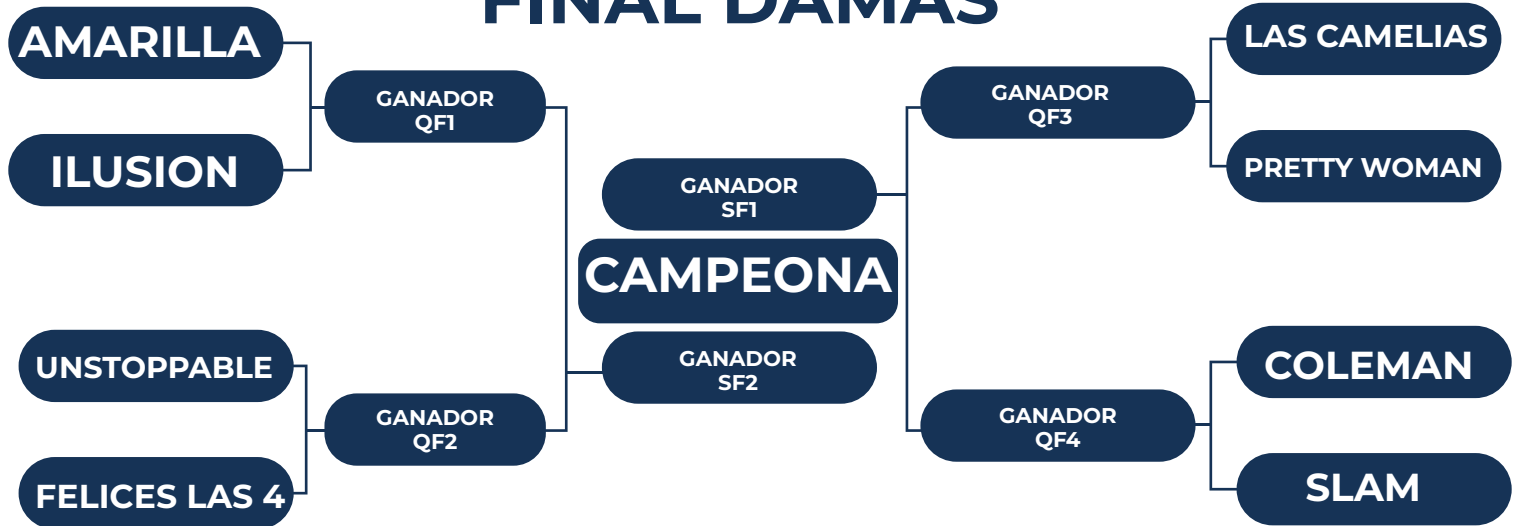 FINAL DAMAS
AMARILLA
ILUSION
UNSTOPPABLE
FELICES LAS 4
GANADOR
QF1
GANADOR
QF2
GANADOR
SF1
CAMPEONA
GANADOR
SF2
GANADOR
QF3
GANADOR
QF4
LAS CAMELIAS
PRETTY WOMAN
COLEMAN
SLAM